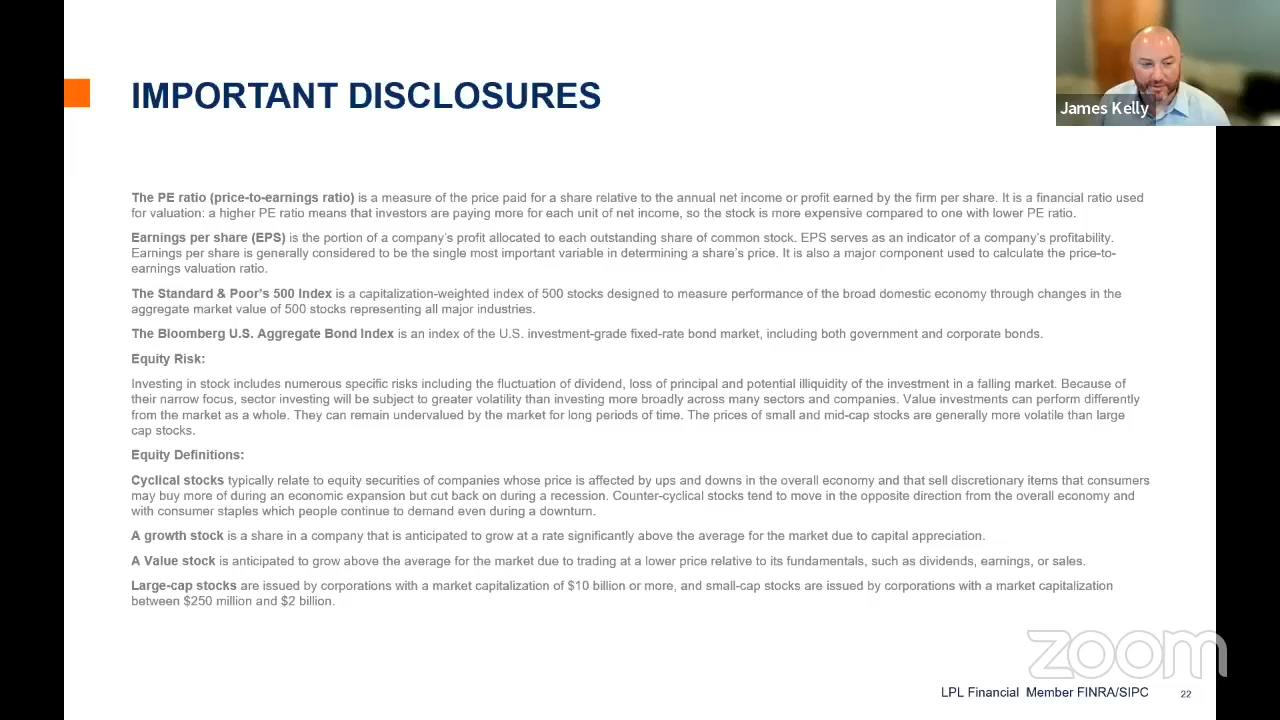 IMPORTANT DISCLOSURES
James Kelly
The PE ratio (price-to-earnings ratio) is a measure of the price paid for a share relative to the annual net income or profit earned by the firm per share. It is a financial ratio used
for valuation: a higher PE ratio means that investors are paying more for each unit of net income, so the stock is more expensive compared to one with lower PE ratio.
Earnings per share (EPS) is the portion of a company's profit allocated to each outstanding share of common stock. EPS serves as an indicator of a company's profitability.
Earnings per share is generally considered to be the single most important variable in determining a share's price. It is also a major component used to calculate the price-to-
earnings valuation ratio.
The Standard & Poor's 500 Index is a capitalization-weighted index of 500 stocks designed to measure performance of the broad domestic economy through changes in the
aggregate market value of 500 stocks representing all major industries.
The Bloomberg U.S. Aggregate Bond Index is an index of the U.S. investment-grade fixed-rate bond market, including both government and corporate bonds.
Equity Risk:
Investing in stock includes numerous specific risks including the fluctuation of dividend, loss of principal and potential illiquidity of the investment in a falling market. Because of
their narrow focus, sector investing will be subject to greater volatility than investing more broadly across many sectors and companies. Value investments can perform differently
from the market as a whole. They can remain undervalued by the market for long periods of time. The prices of small and mid-cap stocks are generally more volatile than large
cap stocks.
Equity Definitions:
Cyclical stocks typically relate to equity securities of companies whose price is affected by ups and downs in the overall economy and that sell discretionary items that consumers
may buy more of during an economic expansion but cut back on during a recession. Counter-cyclical stocks tend to move in the opposite direction from the overall economy and
with consumer staples which people continue to demand even during a downturn.
A growth stock is a share in a company that is anticipated to grow at a rate significantly above the average for the market due to capital appreciation.
A Value stock is anticipated to grow above the average for the market due to trading at a lower price relative to its fundamentals, such as dividends, earnings, or sales.
Large-cap stocks are issued by corporations with a market capitalization of $10 billion or more, and small-cap stocks are issued by corporations with a market capitalization
between $250 million and $2 billion.
zoom
LPL Financial Member FINRA/SIPC
22